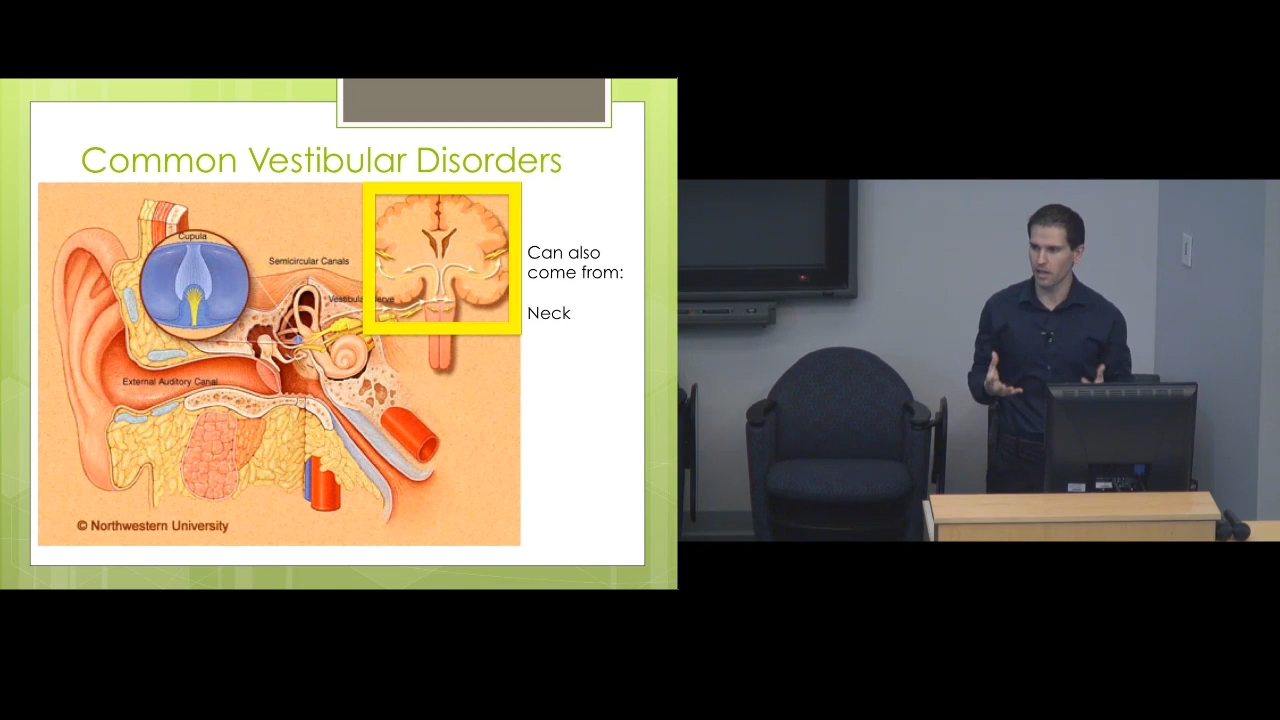 Common Vestibular Disorders
Cupula
Semicircular Canals
Can also
come from:
Vestibular Nerve
Neck
External Auditory Canal
© Northwestern University